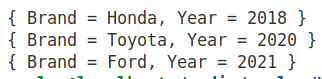 { Brand = Honda, Year = 2018 }
{ Brand = Toyota, Year = 2020 }
{ Brand = Ford, Year = 2021 }